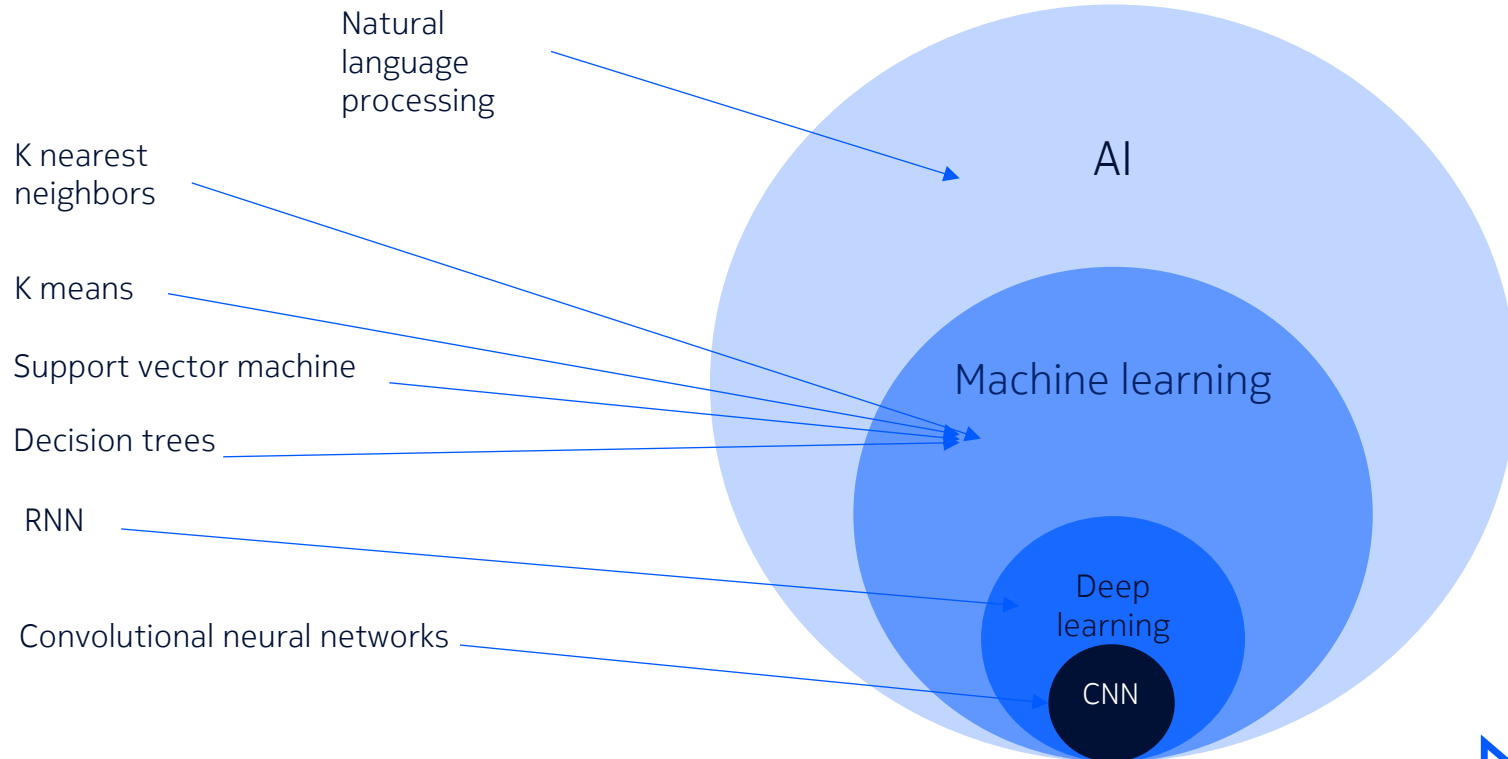 Natural
language
processing
K nearest
neighbors
K means
Support vector machine
Decision trees
RNN
Convolutional neural networks
AI
Machine learning
Deep
learning
CNN